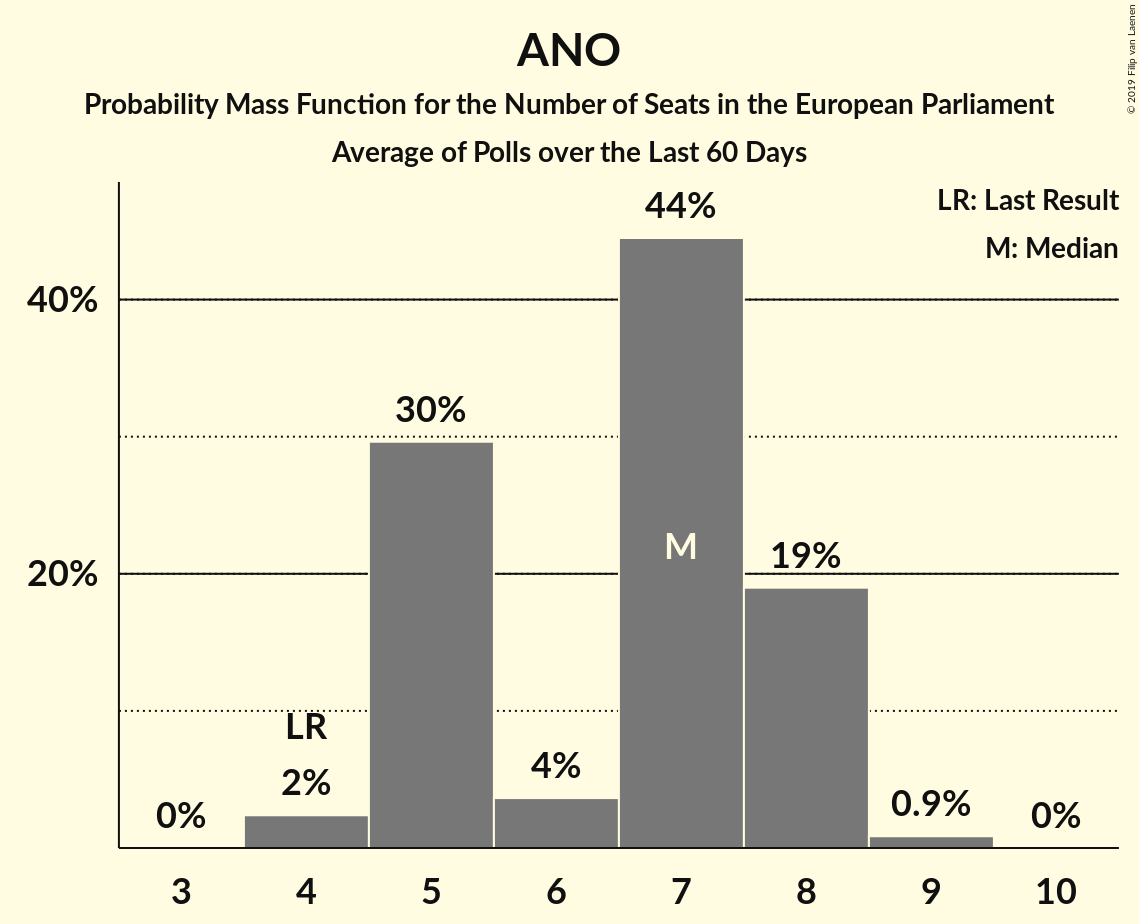 ANO
Probability Mass Function for the Number of Seats in the European Parliament
Average of Polls over the Last 60 Days
© 2019 Filip van Laenen
LR: Last Result
M: Median
40%
20%
0%
LR
2%
30%
4%
44%
M
19%
0.9%
0%
3 4 5 6 7 8 9 10